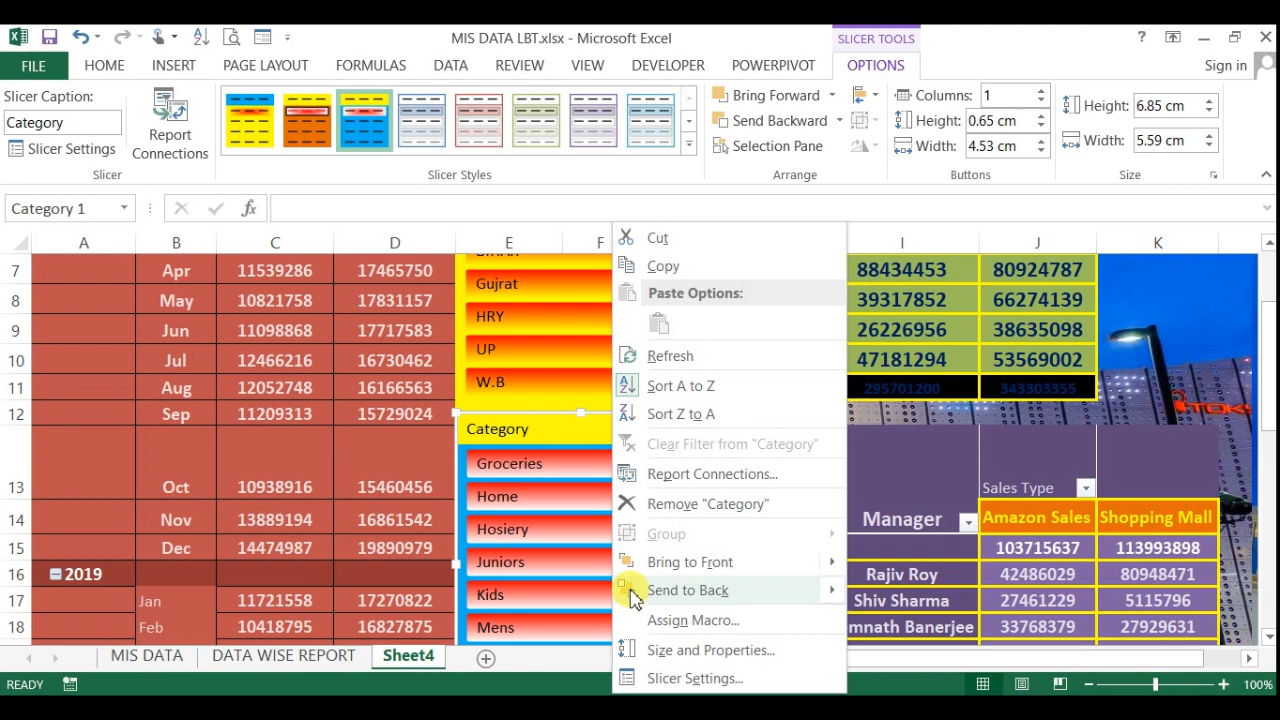 MIS DATA LBT.xlsx - Microsoft Excel
SLICER TOOLS
?
FILE HOME INSERT PAGE LAYOUT FORMULAS DATA REVIEW VIEW DEVELOPER POWERPIVOT OPTIONS Sign in
Slicer Caption:
Category
Slicer Settings
Report
Connections
Slicer
Slicer Styles
Bring Forward
Send Backward
Selection Pane
Arrange
Columns: 1
Height: 0.65 cm
Width: 4.53 cm
Buttons
Height: 6.85 cm
Width: 5.59 cm
Size
Category 1 fx
A B C D E F I J K
7 Apr 11539286 17465750
8 May 10821758 17831157
9 Jun 11098868 17717583
10 Jul 12466216 16730462
11 Aug 12052748 16166563
12 Sep 11209313 15729024
13 Oct 10938916 15460456
14 Nov 13889194 16861542
15 Dec 14474987 19890979
16 2019
17 Jan 11721558 17270822
18 Feb 10418795 16827875
BIHAR
Gujrat
HRY
UP
W.B
Category
Groceries
Home
Hosiery
Juniors
Kids
Mens
Cut
Copy
Paste Options:
Refresh
Sort A to Z
Sort Z to A
Clear Filter from "Category"
Report Connections...
Remove "Category"
Group
Bring to Front
Send to Back
Assign Macro...
Size and Properties...
Slicer Settings...
88434453 80924787
39317852 66274139
26226956 38635098
47181294 53569002
295701200 343303355
Sales Type
Manager Amazon Sales Shopping Mall
103715637 113993898
Rajiv Roy 42486029 80948471
Shiv Sharma 27461229 5115796
mnath Banerjee 33768379 27929631
MIS DATA DATA WISE REPORT Sheet4
READY 100%